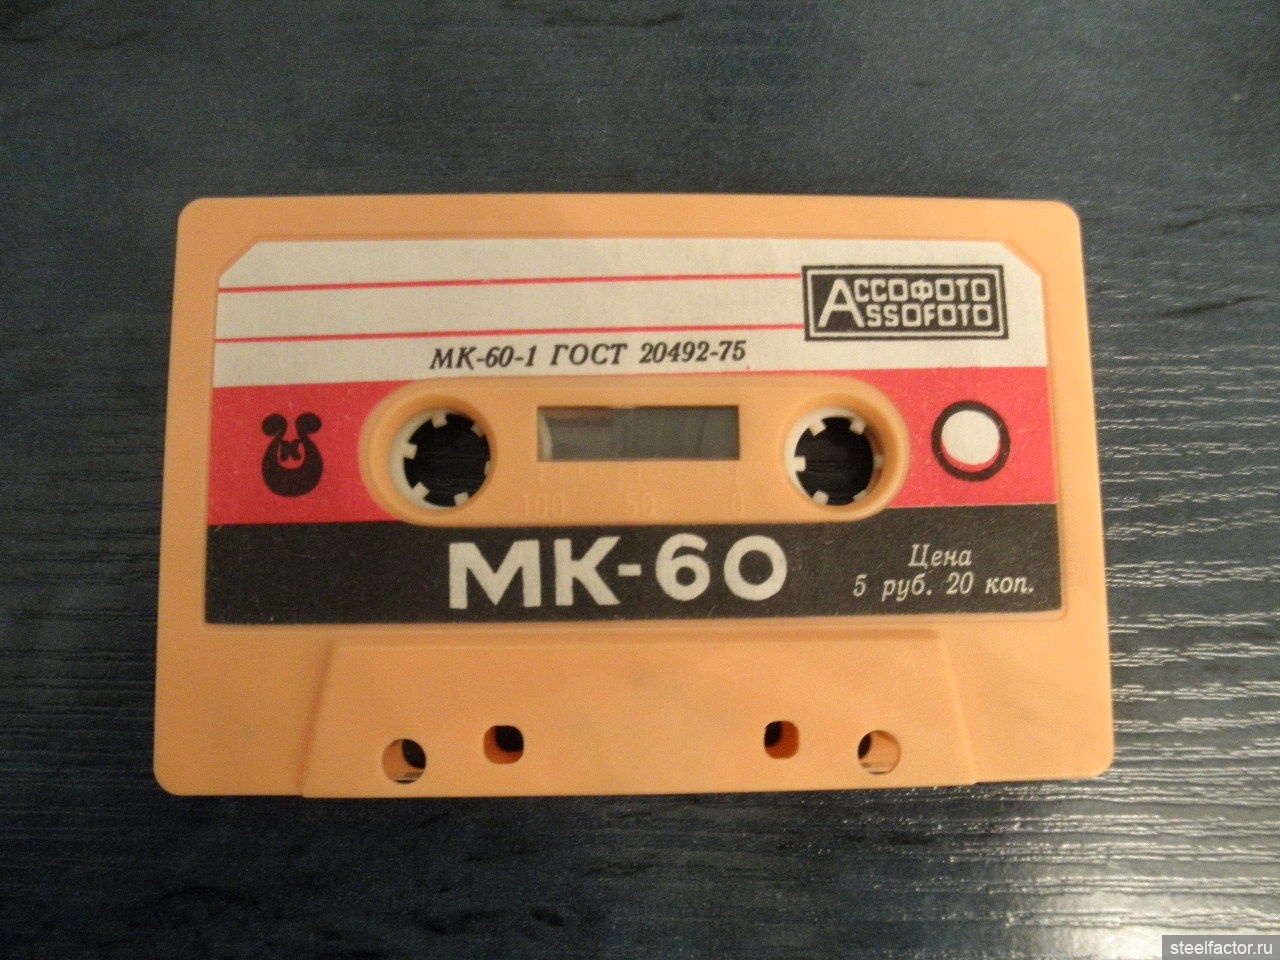 АССОФОТО
ASSOFOTO
МК-60-1 ГОСТ 20492-75
100 50 0
МК-60
Цена
5 руб. 20 коп.
steelfactor.ru